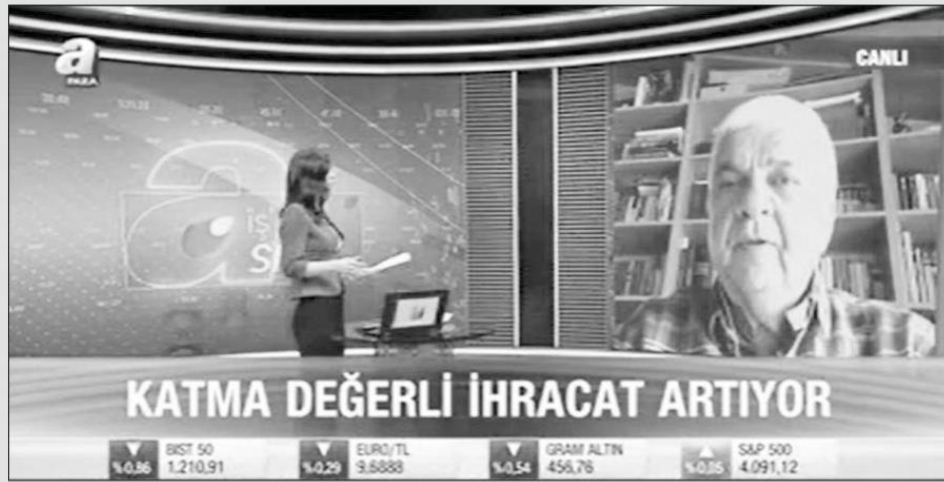 a
PARA
CANLI
a
İŞ
KATMA DEĞERLİ İHRACAT ARTIYOR
%0,86 BIST 50 1.210,91
%0,29 EURO/TL 9,6888
%0,54 GRAM ALTIN 456,76
%0,05 S&P 500 4.091,12